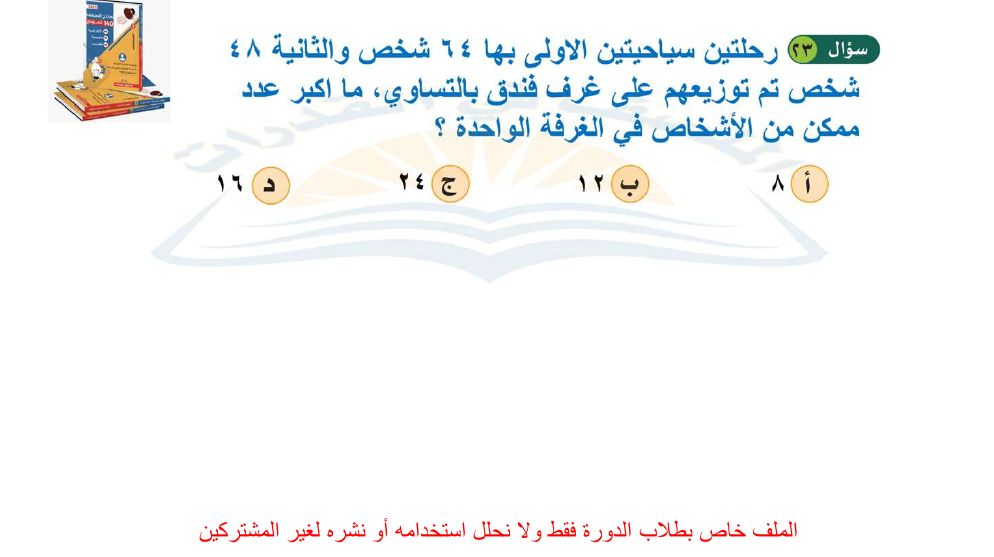 سؤال ٢٣ رحلتين سياحيتين الاولى بها ٦٤ شخص والثانية ٤٨
شخص تم توزيعهم على غرف فندق بالتساوي، ما اكبر عدد
ممكن من الأشخاص في الغرفة الواحدة ؟
أ ٨ ب ١٢ ج ٢٤ د ١٦
الملف خاص بطلاب الدورة فقط ولا نحلل استخدامه أو نشره لغير المشتركين